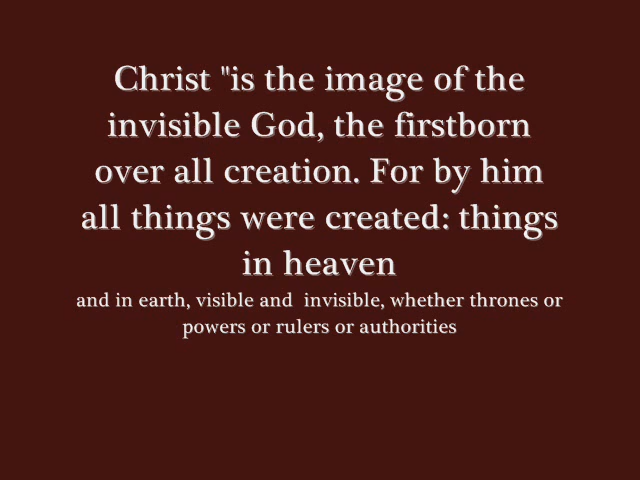 Christ "is the image of the
invisible God, the firstborn
over all creation. For by him
all things were created: things
in heaven
and in earth, visible and  invisible, whether thrones or
powers or rulers or authorities